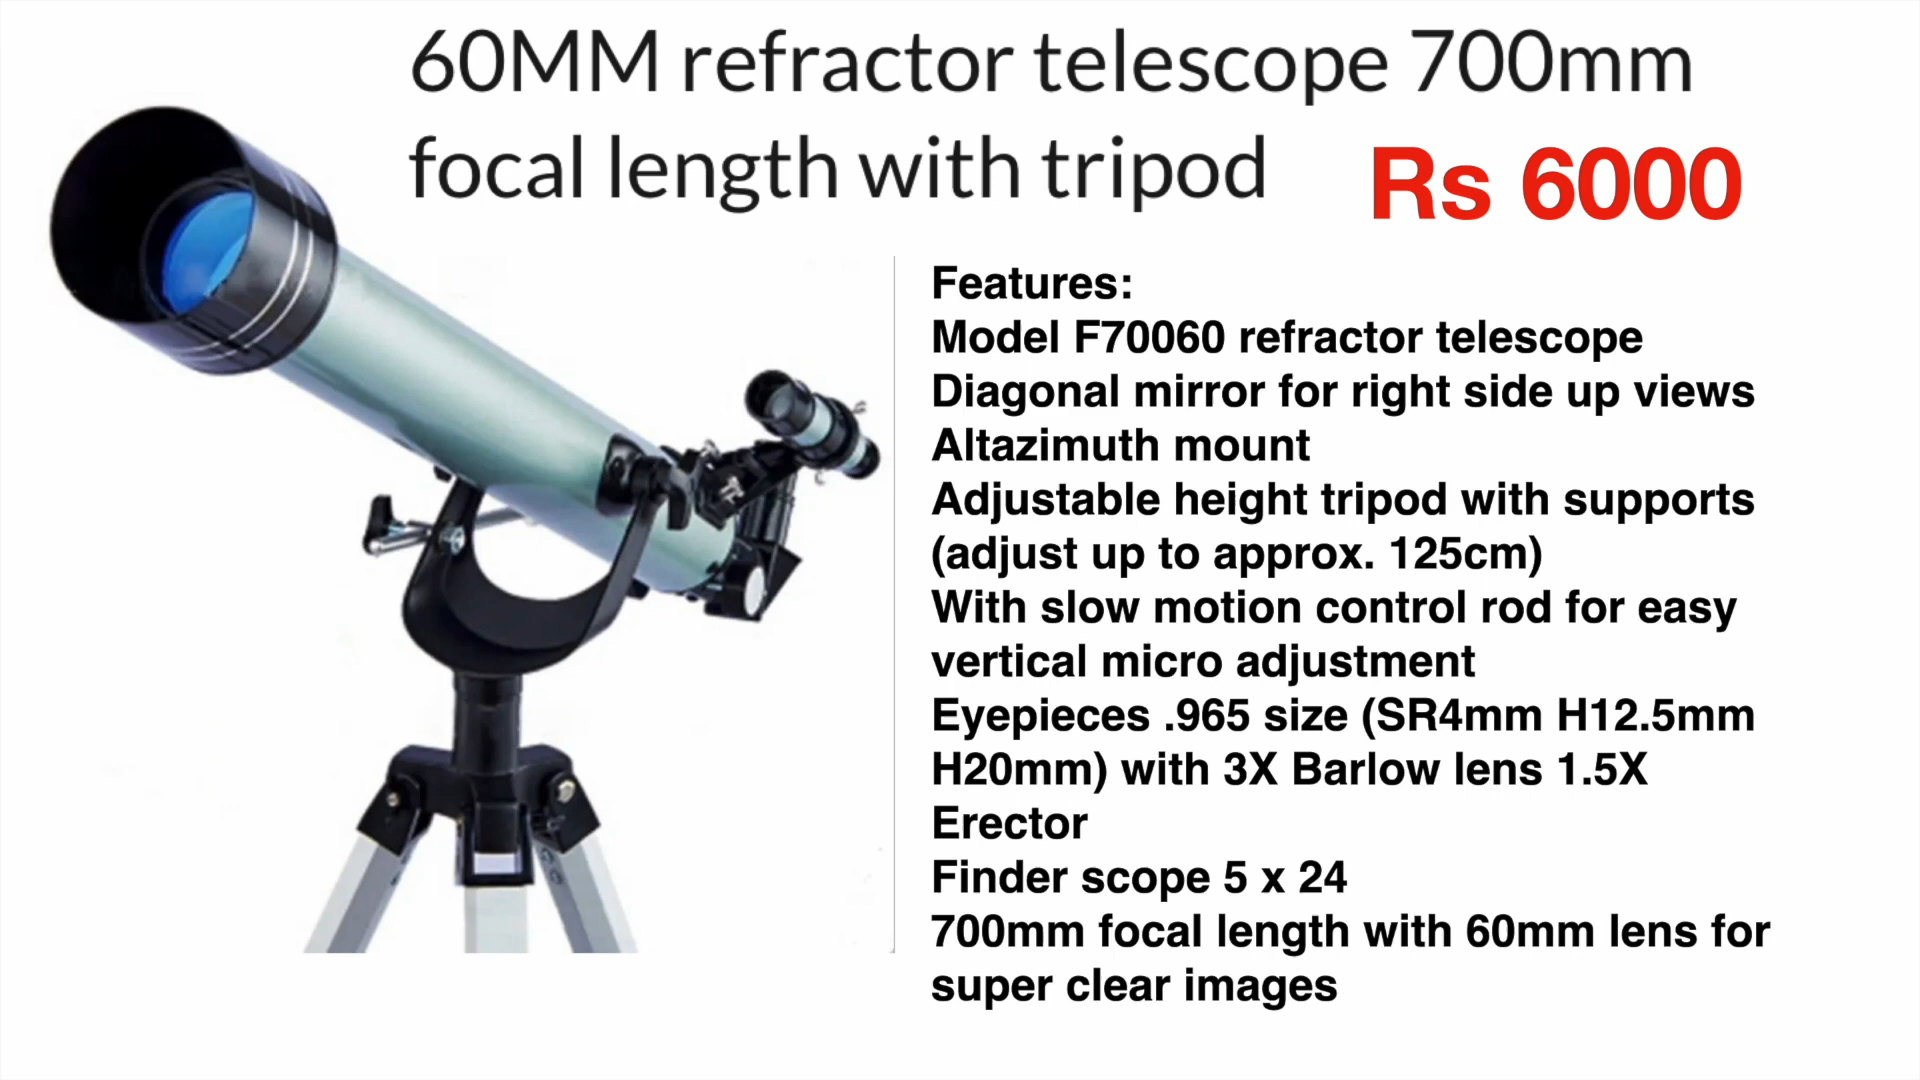 60MM refractor telescope 700mm
focal length with tripod
Rs 6000
Features:
Model F70060 refractor telescope
Diagonal mirror for right side up views
Altazimuth mount
Adjustable height tripod with supports
(adjust up to approx. 125cm)
With slow motion control rod for easy
vertical micro adjustment
Eyepieces .965 size (SR4mm H12.5mm
H20mm) with 3X Barlow lens 1.5X
Erector
Finder scope 5 x 24
700mm focal length with 60mm lens for
super clear images